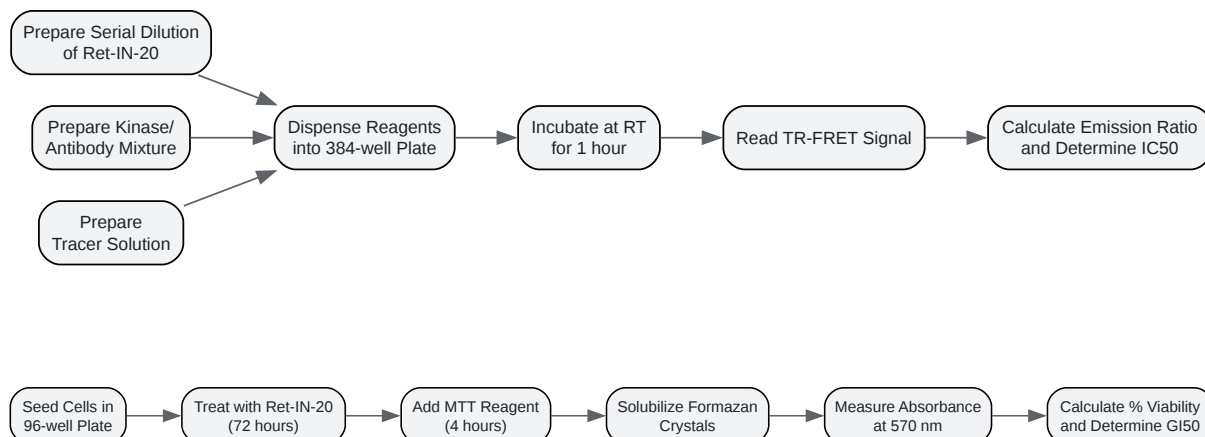 Prepare Serial Dilution
of Ret-IN-20
Prepare Kinase/
Antibody Mixture
Prepare
Tracer Solution
Dispense Reagents
into 384-well Plate
Incubate at RT
for 1 hour
Read TR-FRET Signal
Calculate Emission Ratio
and Determine IC50
Seed Cells in
96-well Plate
Treat with Ret-IN-20
(72 hours)
Add MTT Reagent
(4 hours)
Solubilize Formazan
Crystals
Measure Absorbance
at 570 nm
Calculate % Viability
and Determine GI50